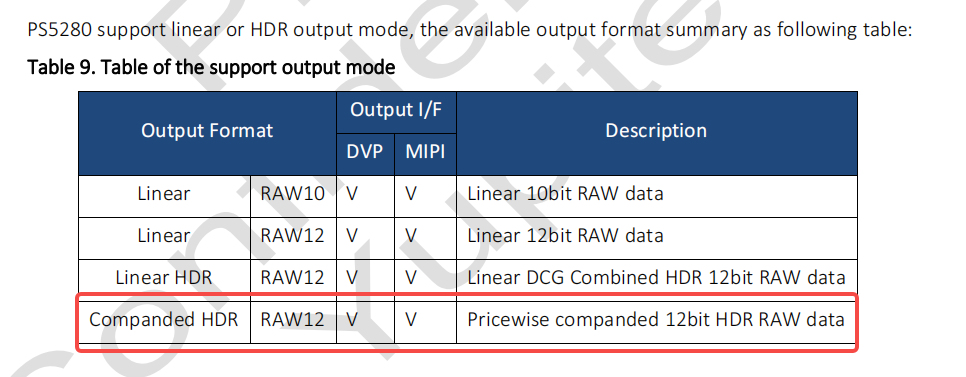 PS5280 support linear or HDR output mode, the available output format summary as following table:
Table 9. Table of the support output mode
Output Format Output I/F Description
DVP MIPI
Linear RAW10 V V Linear 10bit RAW data
Linear RAW12 V V Linear 12bit RAW data
Linear HDR RAW12 V V Linear DCG Combined HDR 12bit RAW data
Companded HDR RAW12 V V Pricewise companded 12bit HDR RAW data